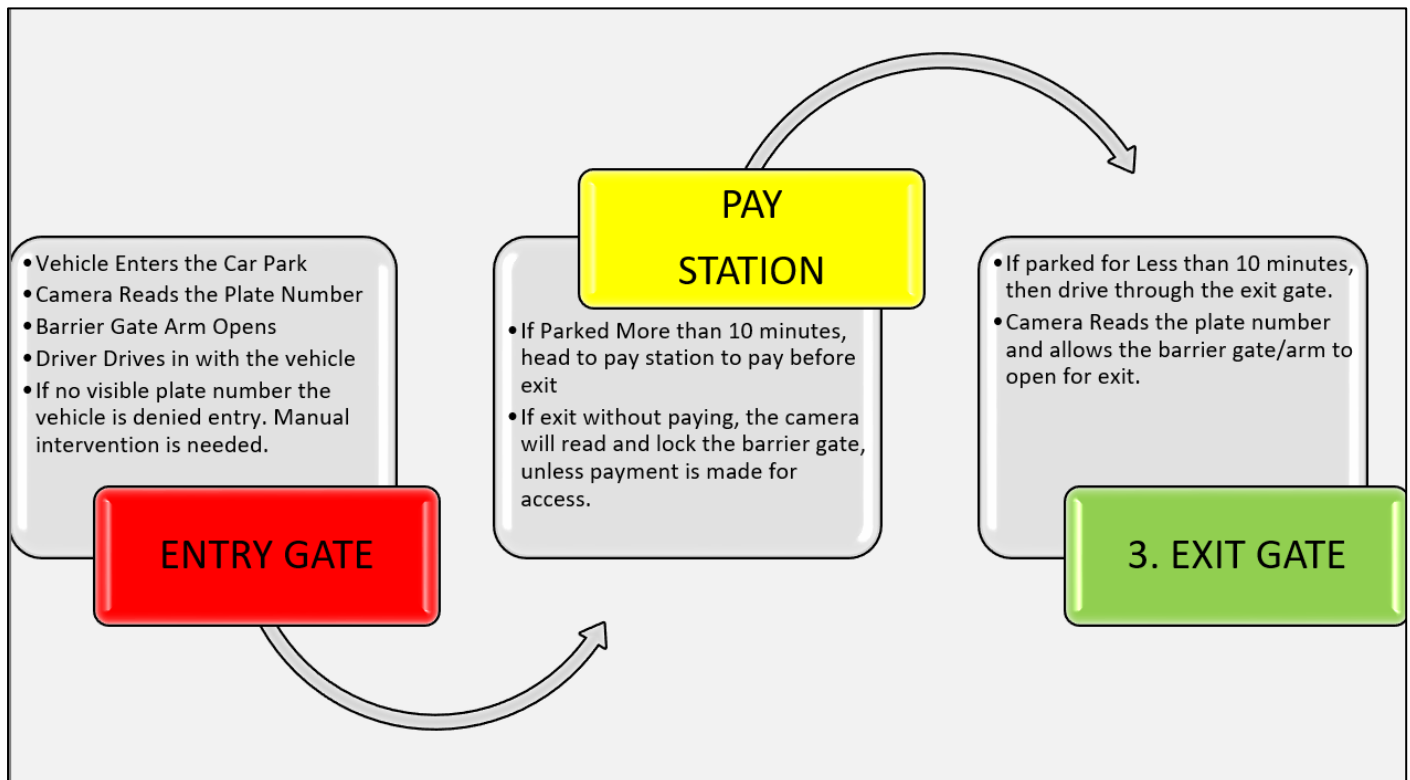 •Vehicle Enters the Car Park
•Camera Reads the Plate Number
•Barrier Gate Arm Opens
•Driver Drives in with the vehicle
•If no visible plate number the
vehicle is denied entry. Manual
intervention is needed.
ENTRY GATE
PAY
STATION
•If Parked More than 10 minutes,
head to pay station to pay before
exit
•If exit without paying, the camera
will read and lock the barrier gate,
unless payment is made for
access.
•If parked for Less than 10 minutes,
then drive through the exit gate.
•Camera Reads the plate number
and allows the barrier gate/arm to
open for exit.
3. EXIT GATE